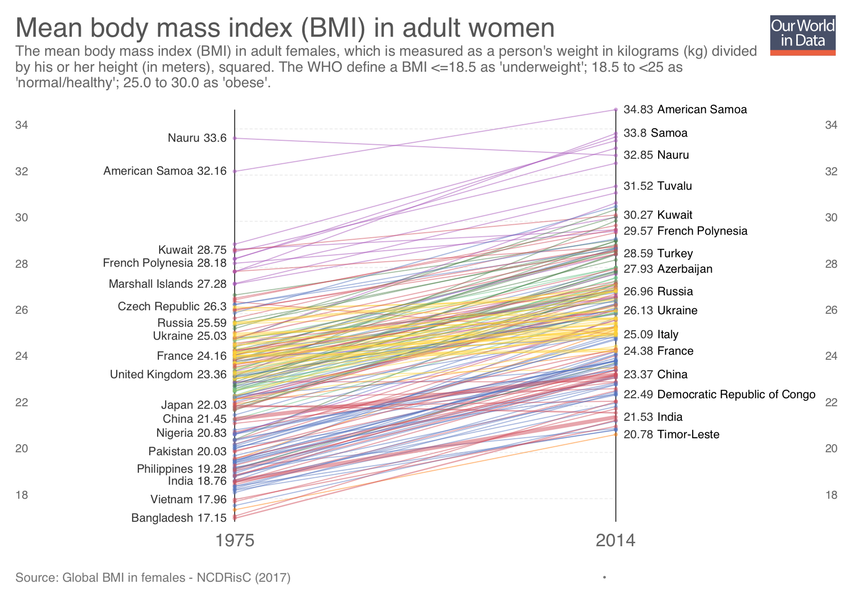 Mean body mass index (BMI) in adult women
Our World
in Data
The mean body mass index (BMI) in adult females, which is measured as a person's weight in kilograms (kg) divided
by his or her height (in meters), squared. The WHO define a BMI <=18.5 as 'underweight'; 18.5 to <25 as
'normal/healthy'; 25.0 to 30.0 as 'obese'.
34
32
30
28
26
24
22
20
18
Nauru 33.6
American Samoa 32.16
Kuwait 28.75
French Polynesia 28.18
Marshall Islands 27.28
Czech Republic 26.3
Russia 25.59
Ukraine 25.03
France 24.16
United Kingdom 23.36
Japan 22.03
China 21.45
Nigeria 20.83
Pakistan 20.03
Philippines 19.28
India 18.76
Vietnam 17.96
Bangladesh 17.15
34.83 American Samoa
33.8 Samoa
32.85 Nauru
31.52 Tuvalu
30.27 Kuwait
29.57 French Polynesia
28.59 Turkey
27.93 Azerbaijan
26.96 Russia
26.13 Ukraine
25.09 Italy
24.38 France
23.37 China
22.49 Democratic Republic of Congo
21.53 India
20.78 Timor-Leste
34
32
30
28
26
24
22
20
18
1975
2014
Source: Global BMI in females - NCDRisC (2017)